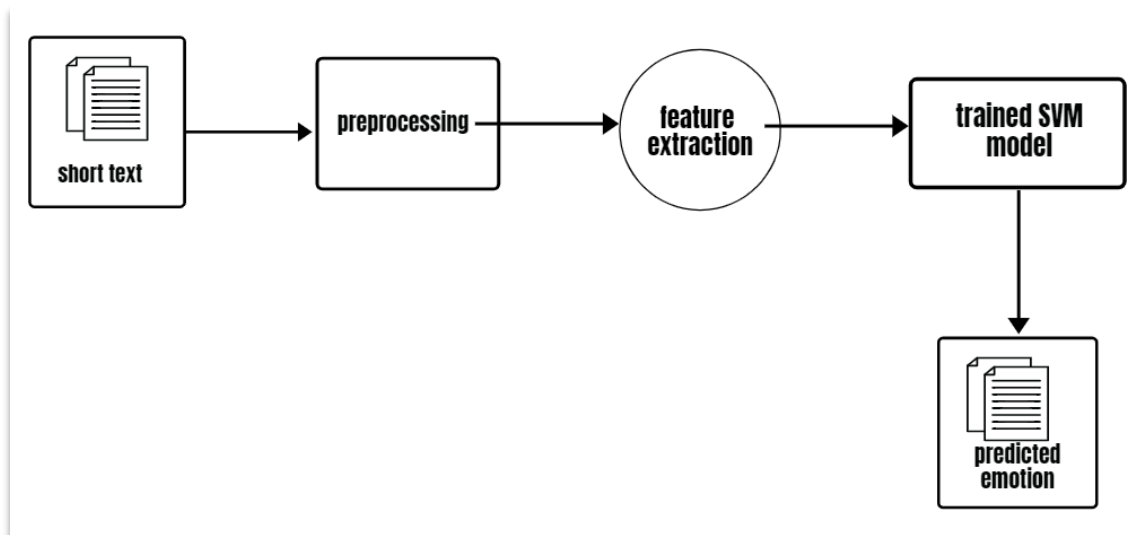 short text
preprocessing
feature
extraction
trained SVM
model
predicted
emotion